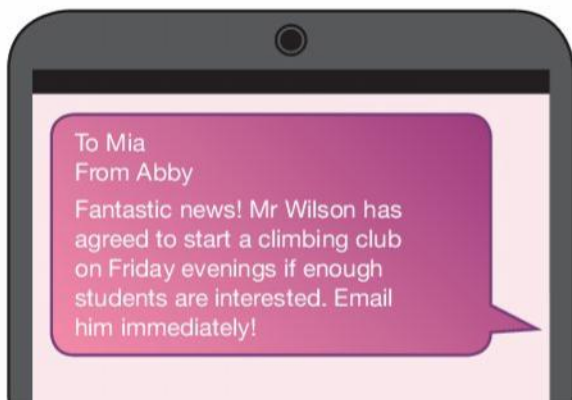 To Mia
From Abby
Fantastic news! Mr Wilson has
agreed to start a climbing club
on Friday evenings if enough
students are interested. Email
him immediately!